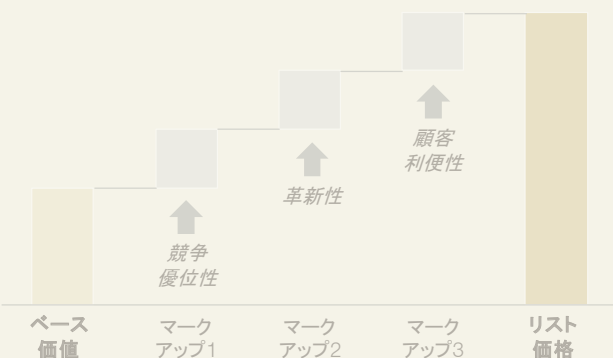 顧客
利便性
革新性
競争
優位性
ベース
価値
マーク
アップ1
マーク
アップ2
マーク
アップ3
リスト
価格